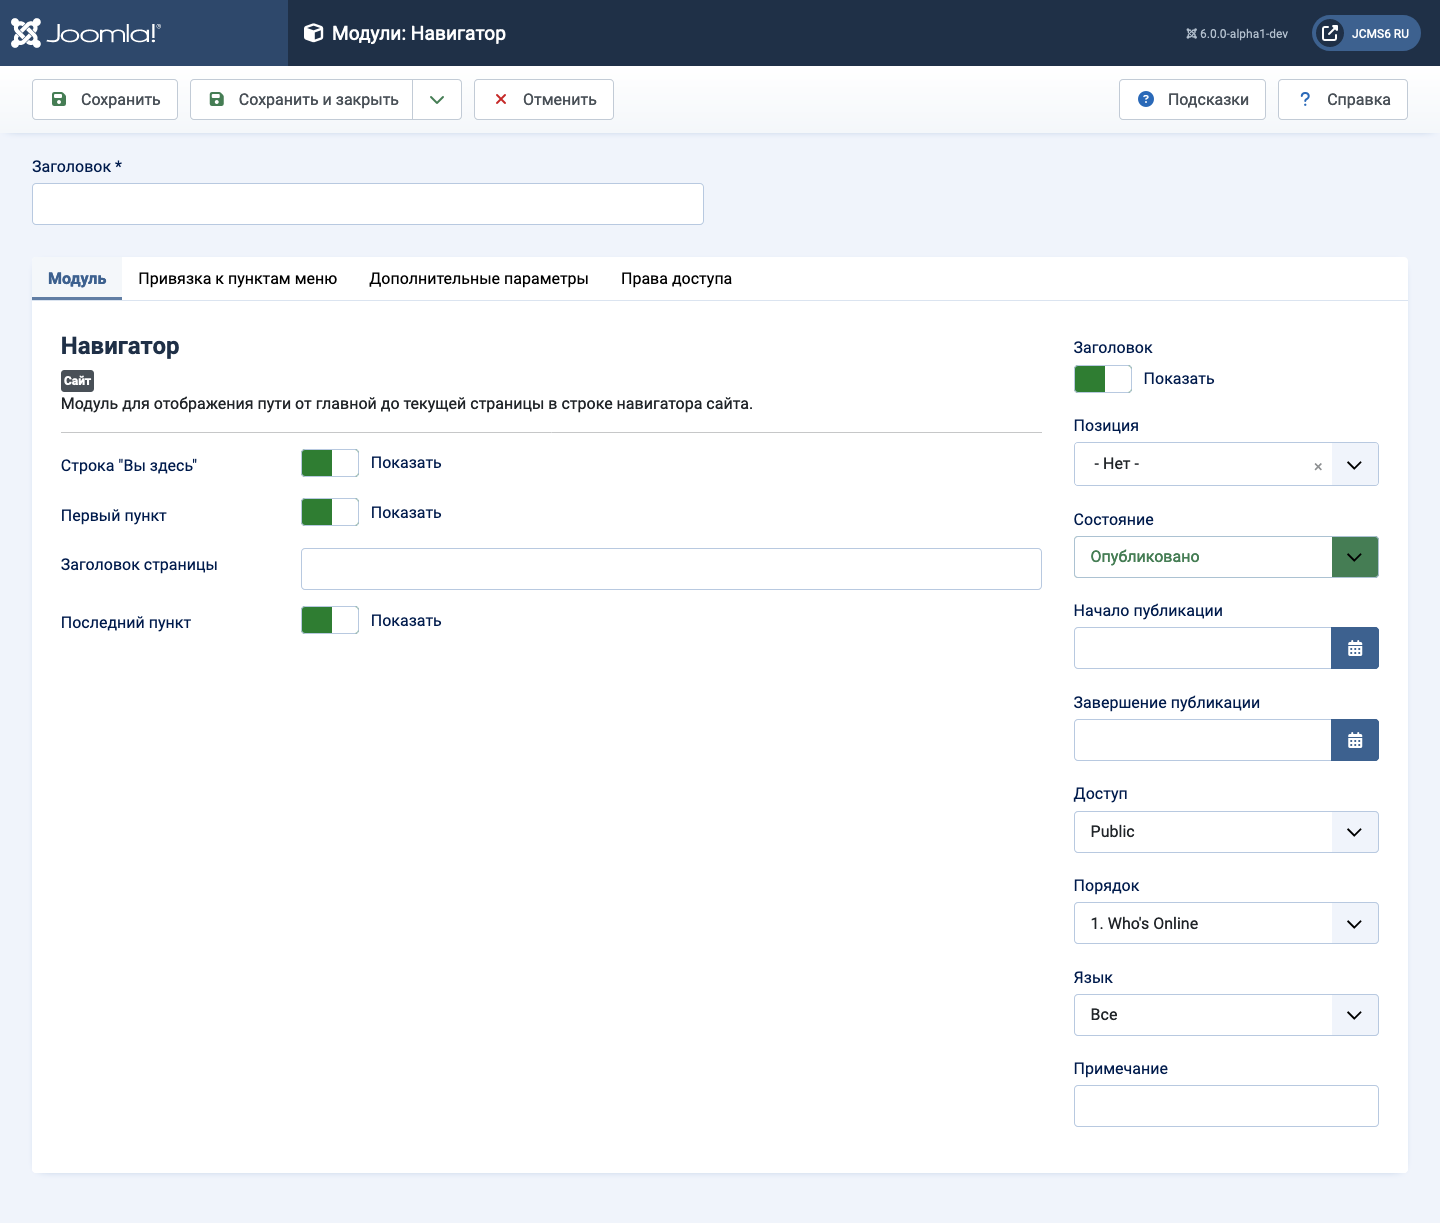 Joomla!®
Модули: Навигатор
6.0.0-alpha1-dev
JCMS6 RU
Сохранить
Сохранить и закрыть
Отменить
Подсказки
Справка
Заголовок *
Модуль
Привязка к пунктам меню
Дополнительные параметры
Права доступа
Навигатор
Сайт
Модуль для отображения пути от главной до текущей страницы в строке навигатора сайта.
Строка "Вы здесь"
Показать
Первый пункт
Показать
Заголовок страницы
Последний пункт
Показать
Заголовок
Показать
Позиция
- Нет -
Состояние
Опубликовано
Начало публикации
Завершение публикации
Доступ
Public
Порядок
1. Who's Online
Язык
Все
Примечание